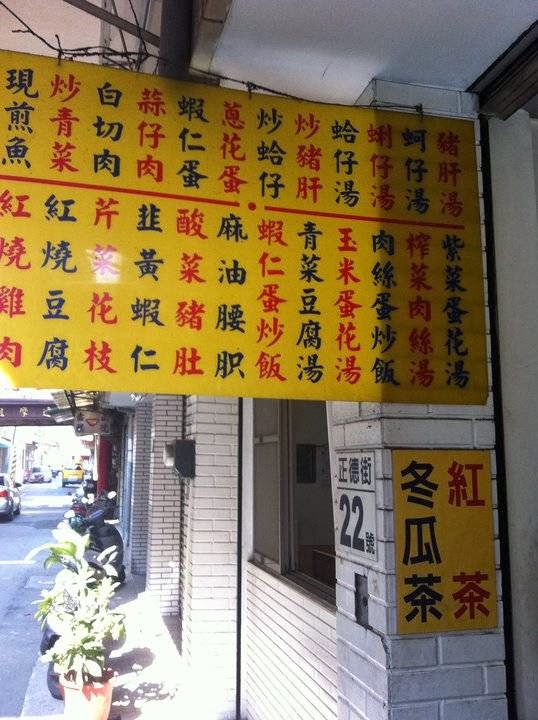 豬肝湯
蚵仔湯
蜊仔湯
蛤仔湯
炒豬肝
炒蛤仔
蔥花蛋
蝦仁蛋
蒜仔肉
白切肉
炒青菜
現煎魚
紫菜蛋花湯
榨菜肉絲湯
肉絲蛋炒飯
玉米蛋花湯
青菜豆腐湯
蝦仁蛋炒飯
麻油腰胑
酸菜豬肚
韭黃蝦仁
芹菜花枝
紅燒豆腐
紅燒雞肉
正德街
22號
紅茶
冬瓜茶